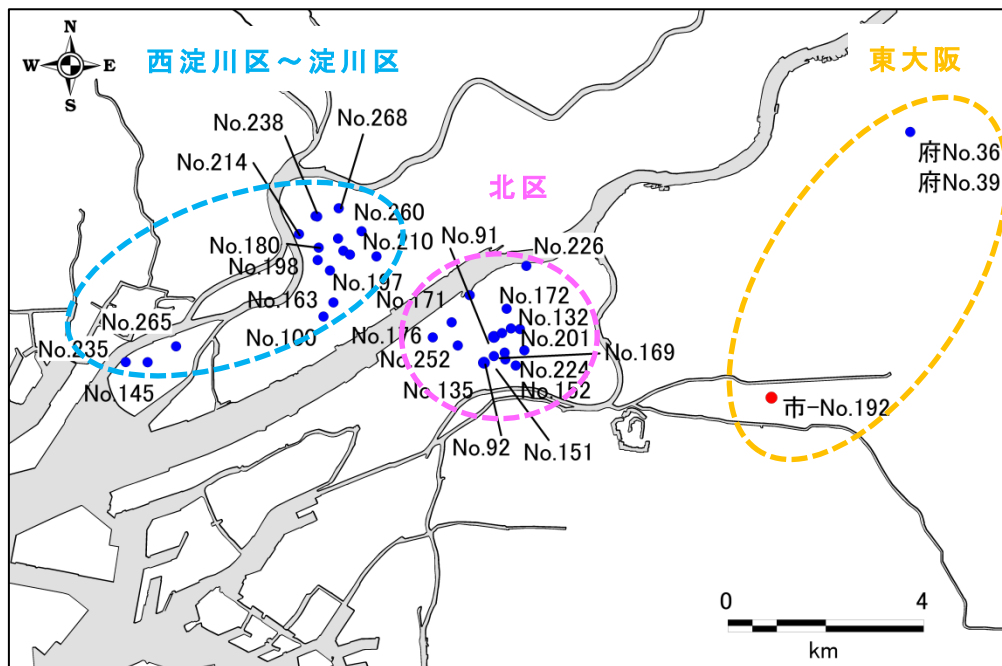 N
W
E
S
西淀川区～淀川区
東大阪
北区
No.238
No.268
No.214
府No.36
府No.39
No.260
No.180
No.210
No.91
No.226
No.198
No.197
No.163
No.171
No.172
No.265
No.100
No.132
No.176
No.201
No.235
No.252
No.169
No.224
No.145
No.135
No.152
市-No.192
No.92
No.151
0
4
km